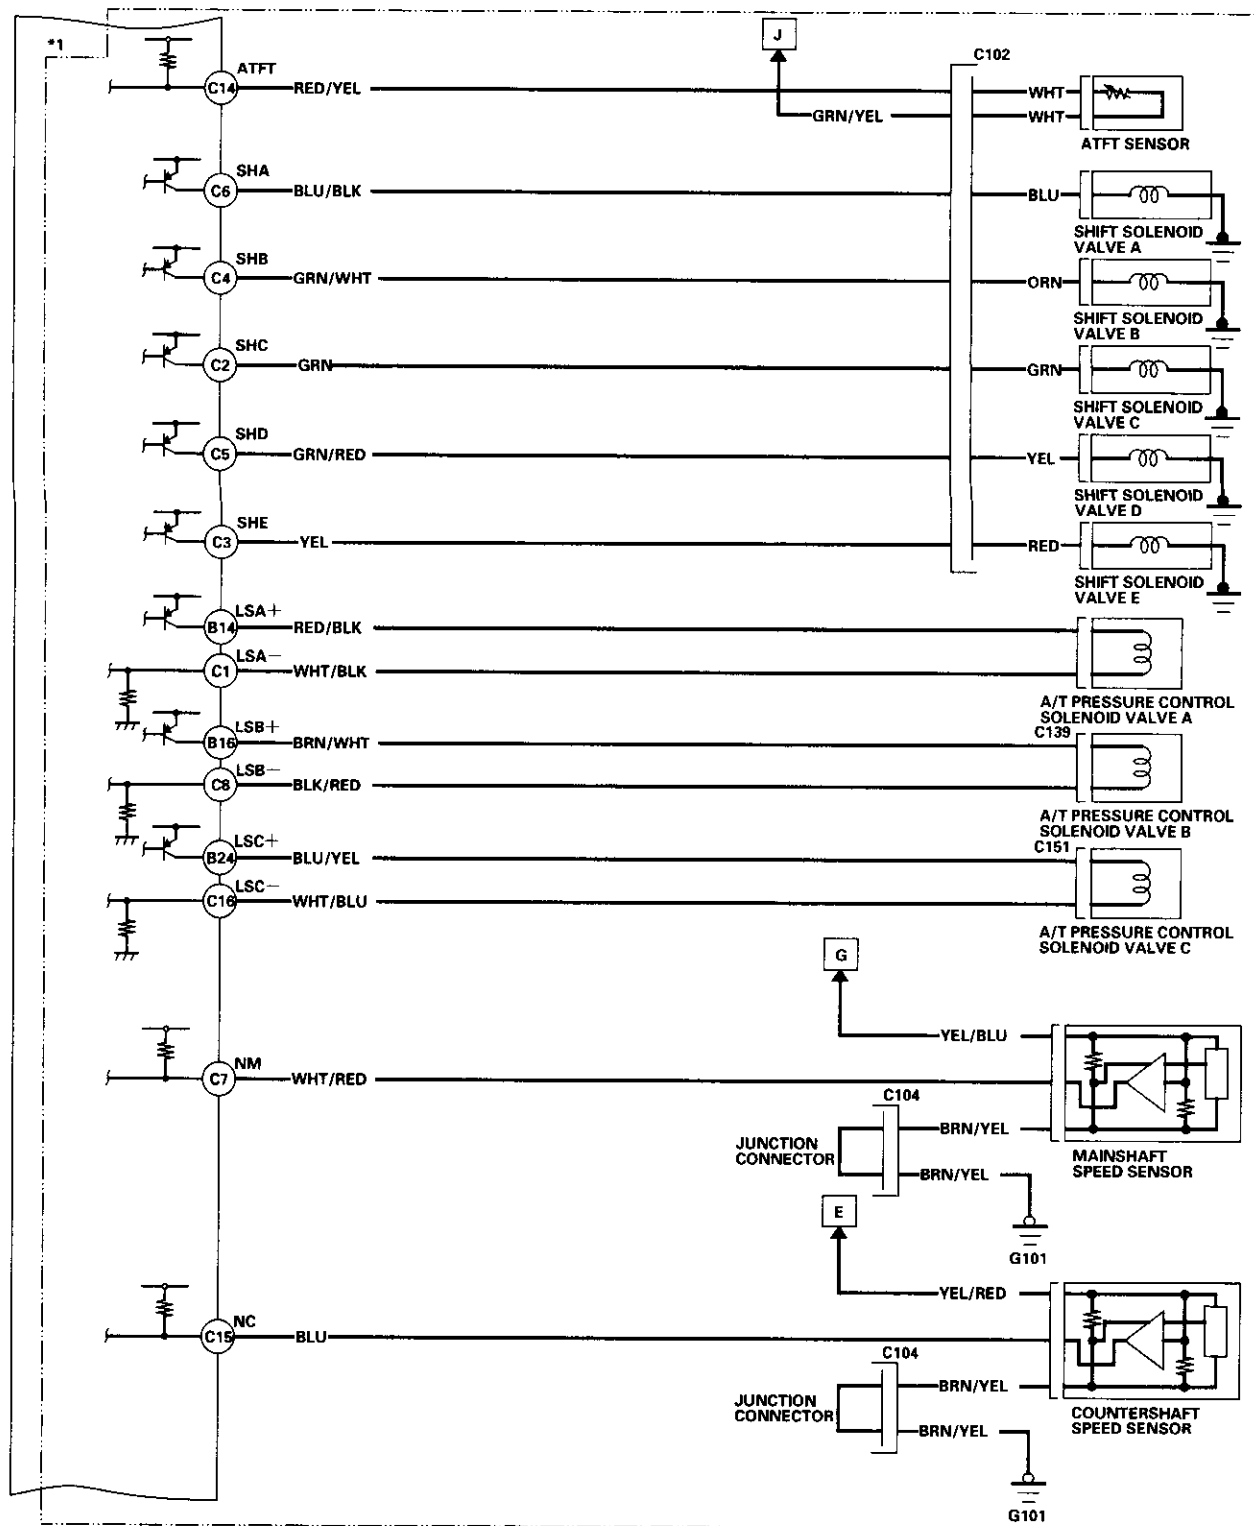 *1
J
C102
ATFT
C14
RED/YEL
WHT
GRN/YEL
WHT
ATFT SENSOR
SHA
C6
BLU/BLK
BLU
SHIFT SOLENOID
VALVE A
SHB
C4
GRN/WHT
ORN
SHIFT SOLENOID
VALVE B
SHC
C2
GRN
GRN
SHIFT SOLENOID
VALVE C
SHD
C5
GRN/RED
YEL
SHIFT SOLENOID
VALVE D
SHE
C3
YEL
RED
SHIFT SOLENOID
VALVE E
LSA+
B14
RED/BLK
LSA−
C1
WHT/BLK
A/T PRESSURE CONTROL
SOLENOID VALVE A
LSB+
B16
BRN/WHT
C139
LSB−
C8
BLK/RED
A/T PRESSURE CONTROL
SOLENOID VALVE B
LSC+
B24
BLU/YEL
C151
LSC−
C16
WHT/BLU
A/T PRESSURE CONTROL
SOLENOID VALVE C
G
YEL/BLU
NM
C7
WHT/RED
C104
BRN/YEL
JUNCTION
CONNECTOR
BRN/YEL
MAINSHAFT
SPEED SENSOR
E
G101
YEL/RED
NC
C15
BLU
C104
BRN/YEL
JUNCTION
CONNECTOR
BRN/YEL
COUNTERSHAFT
SPEED SENSOR
G101